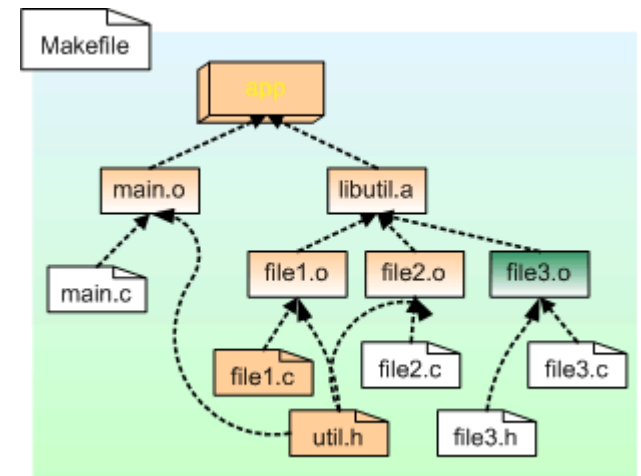 Makefile
app
main.o
libutil.a
file1.o
file2.o
file3.o
main.c
file1.c
file2.c
file3.c
util.h
file3.h